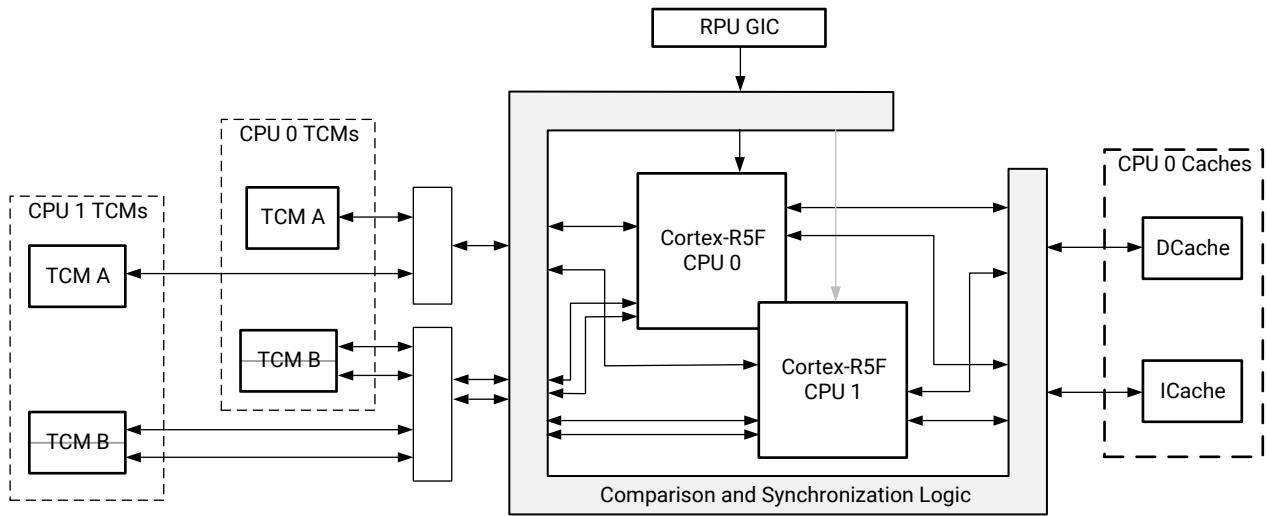 RPU GIC
CPU 0 TCMs
CPU 0 Caches
CPU 1 TCMs
TCM A
TCM A
Cortex-R5F
CPU 0
DCache
TCM B
Cortex-R5F
CPU 1
ICache
TCM B
Comparison and Synchronization Logic